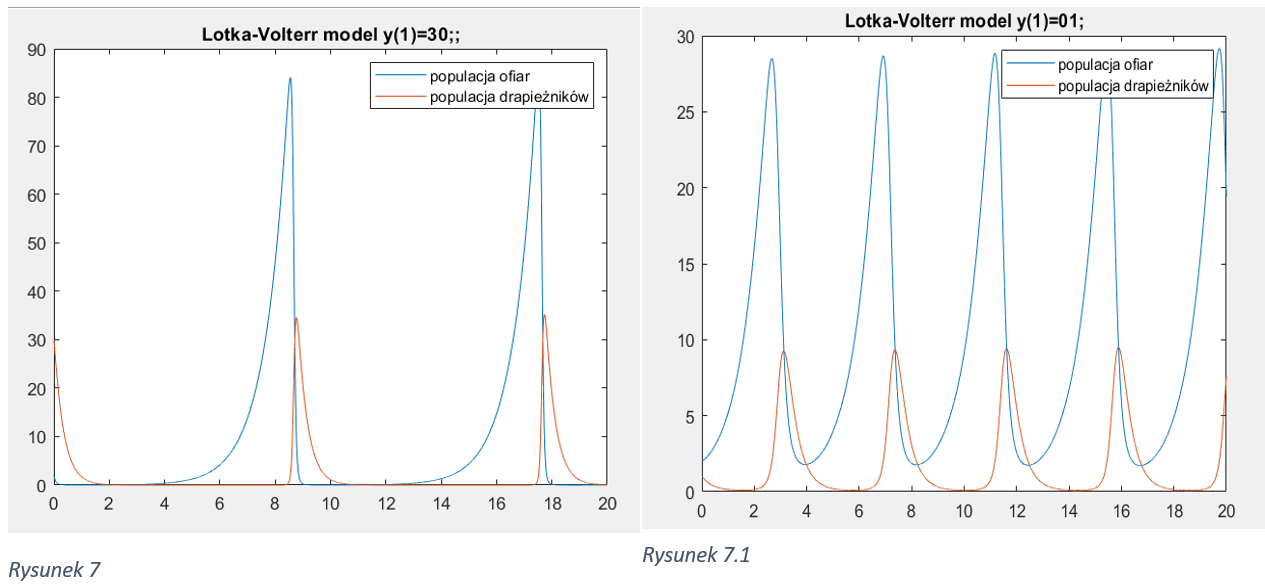 Lotka-Volterr model y(1)=30;;
90
80
70
60
50
40
30
20
10
0
populacja ofiar
populacja drapieżników
0 2 4 6 8 10 12 14 16 18 20
Rysunek 7
Lotka-Volterr model y(1)=01;
30
25
20
15
10
5
0
populacja ofiar
populacja drapieżników
0 2 4 6 8 10 12 14 16 18 20
Rysunek 7.1